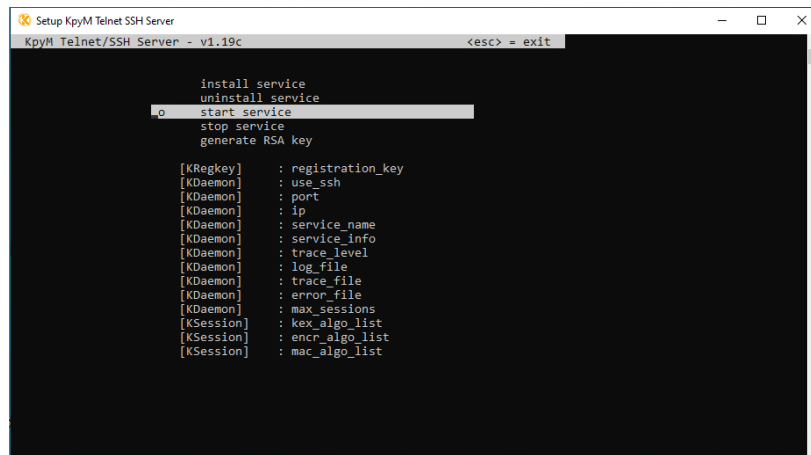 Setup KpyM Telnet SSH Server
KpyM Telnet/SSH Server - v1.19c <esc> = exit
install service
uninstall service
o start service
stop service
generate RSA key
[KRegkey] : registration_key
[KDaemon] : use_ssh
[KDaemon] : port
[KDaemon] : ip
[KDaemon] : service_name
[KDaemon] : service_info
[KDaemon] : trace_level
[KDaemon] : log_file
[KDaemon] : trace_file
[KDaemon] : error_file
[KDaemon] : max_sessions
[KSession] : kex_algo_list
[KSession] : encr_algo_list
[KSession] : mac_algo_list